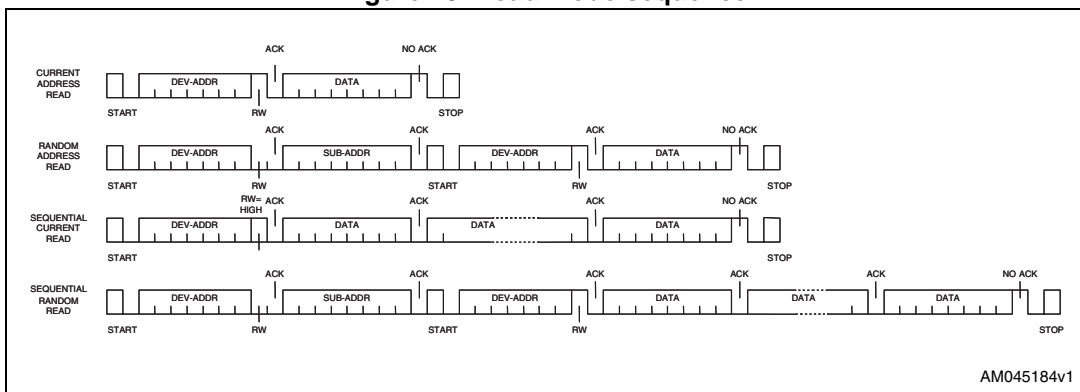 ACK NO ACK
CURRENT
ADDRESS
READ
DEV-ADDR DATA
START RW STOP
ACK ACK ACK NO ACK
RANDOM
ADDRESS
READ
DEV-ADDR SUB-ADDR DEV-ADDR DATA
START RW START RW STOP
RW=
HIGH
ACK ACK ACK NO ACK
SEQUENTIAL
CURRENT
READ
DEV-ADDR DATA DATA DATA
START STOP
ACK ACK ACK ACK ACK NO ACK
SEQUENTIAL
RANDOM
READ
DEV-ADDR SUB-ADDR DEV-ADDR DATA DATA DATA
START RW START RW STOP
AM045184v1